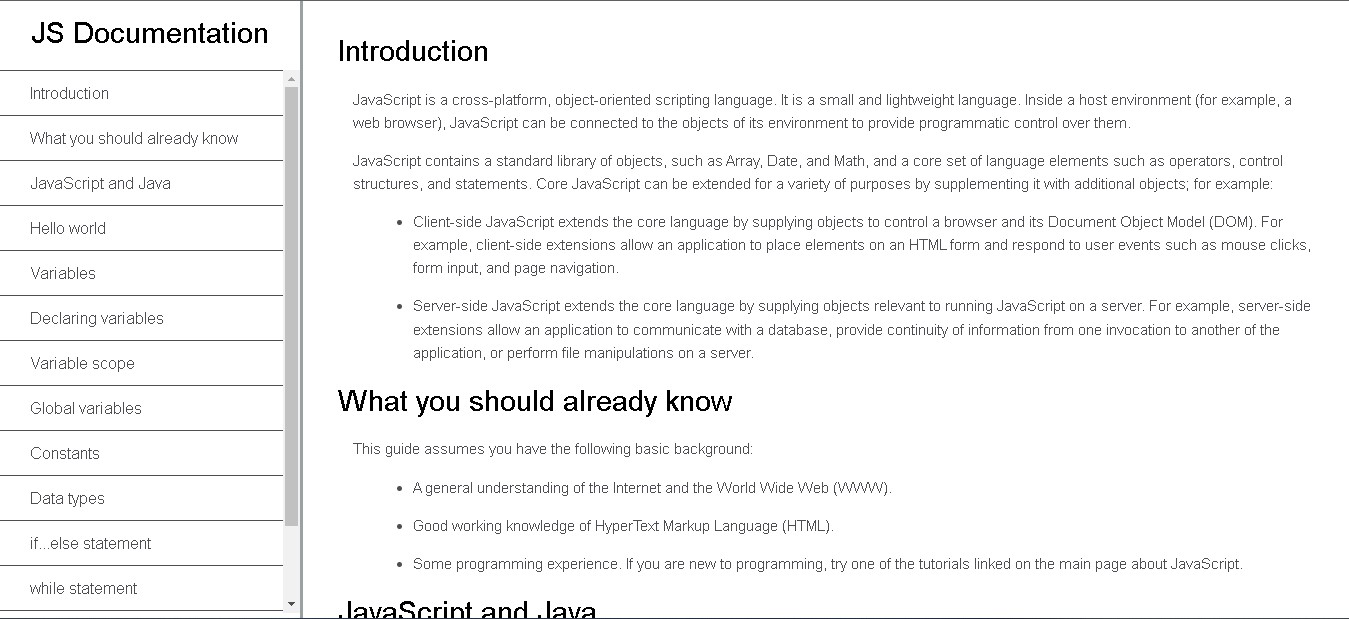 JS Documentation
Introduction
What you should already know
JavaScript and Java
Hello world
Variables
Declaring variables
Variable scope
Global variables
Constants
Data types
if...else statement
while statement
Introduction
JavaScript is a cross-platform, object-oriented scripting language. It is a small and lightweight language. Inside a host environment (for example, a
web browser), JavaScript can be connected to the objects of its environment to provide programmatic control over them.
JavaScript contains a standard library of objects, such as Array, Date, and Math, and a core set of language elements such as operators, control
structures, and statements. Core JavaScript can be extended for a variety of purposes by supplementing it with additional objects; for example:
• Client-side JavaScript extends the core language by supplying objects to control a browser and its Document Object Model (DOM). For
example, client-side extensions allow an application to place elements on an HTML form and respond to user events such as mouse clicks,
form input, and page navigation.
• Server-side JavaScript extends the core language by supplying objects relevant to running JavaScript on a server. For example, server-side
extensions allow an application to communicate with a database, provide continuity of information from one invocation to another of the
application, or perform file manipulations on a server.
What you should already know
This guide assumes you have the following basic background:
• A general understanding of the Internet and the World Wide Web (WWW).
• Good working knowledge of HyperText Markup Language (HTML).
• Some programming experience. If you are new to programming, try one of the tutorials linked on the main page about JavaScript.
JavaScript and Java